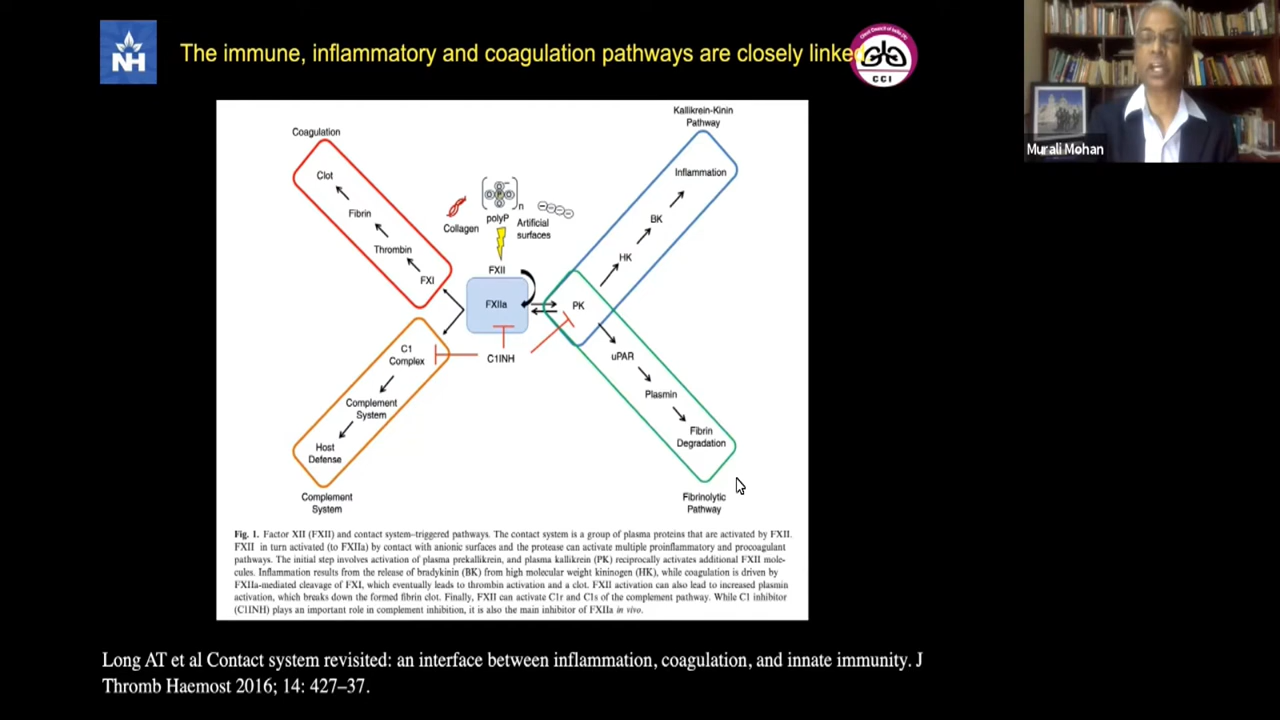 NH
The immune, inflammatory and coagulation pathways are closely linked
CCI
Murali Mohan
Coagulation
Clot
Fibrin
Thrombin
FXI
Collagen
polyP
n
Artificial
surfaces
Kallikrein-Kinin
Pathway
Inflammation
BK
HK
FXII
FXIIa
PK
C1
Complex
C1INH
Complement
System
Host
Defense
Complement
System
uPAR
Plasmin
Fibrin
Degradation
Fibrinolytic
Pathway
Fig. 1. Factor XII (FXII) and contact system–triggered pathways. The contact system is a group of plasma proteins that are activated by FXII.
FXII in turn activated (to FXIIa) by contact with anionic surfaces and the protease can activate multiple proinflammatory and procoagulant
pathways. The initial step involves activation of plasma prekallikrein, and plasma kallikrein (PK) reciprocally activates additional FXII mole-
cules. Inflammation results from the release of bradykinin (BK) from high molecular weight kininogen (HK), while coagulation is driven by
FXIIa-mediated cleavage of FXI, which eventually leads to thrombin activation and a clot. FXII activation can also lead to increased plasmin
activation, which breaks down the formed fibrin clot. Finally, FXII can activate C1r and C1s of the complement pathway. While C1 inhibitor
(C1INH) plays an important role in complement inhibition, it is also the main inhibitor of FXIIa in vivo.
Long AT et al Contact system revisited: an interface between inflammation, coagulation, and innate immunity. J
Thromb Haemost 2016; 14: 427–37.